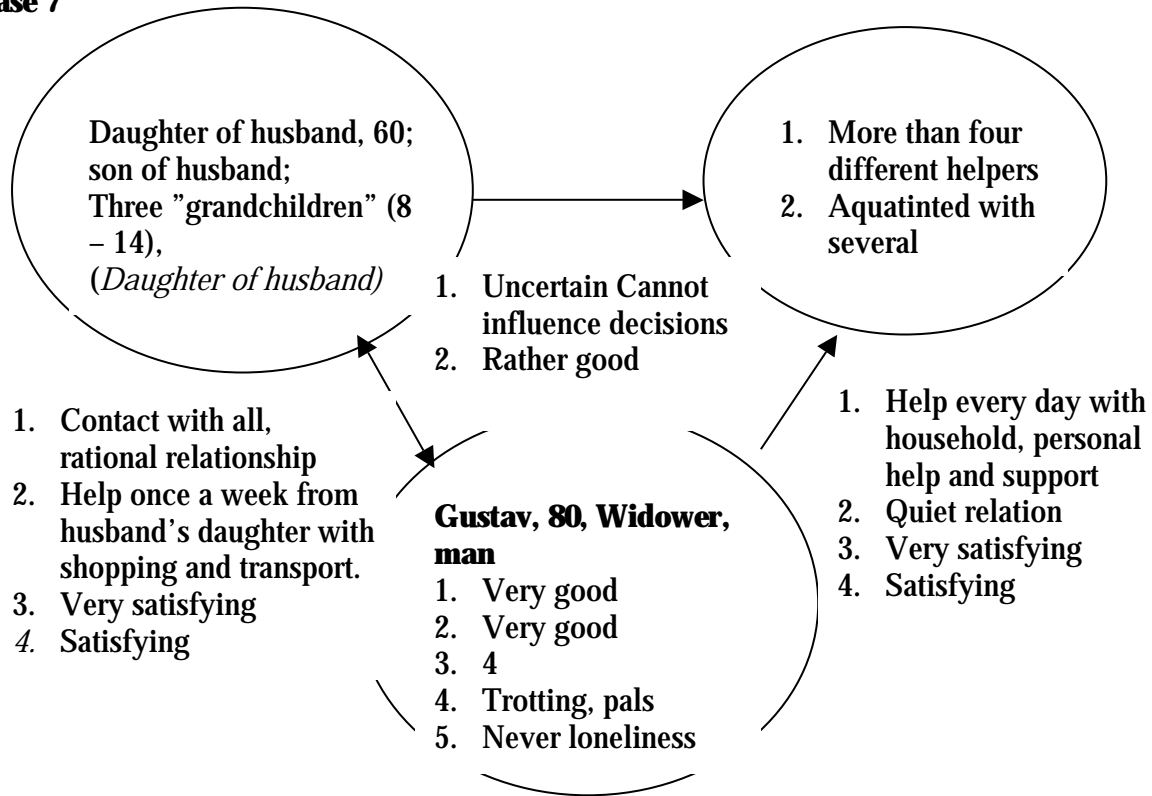 ase 7
Daughter of husband, 60;
son of husband;
Three ”grandchildren” (8
– 14),
(Daughter of husband)
1. More than four
different helpers
2. Aquatinted with
several
1. Uncertain Cannot
influence decisions
2. Rather good
1. Contact with all,
rational relationship
2. Help once a week from
husband’s daughter with
shopping and transport.
3. Very satisfying
4. Satisfying
Gustav, 80, Widower,
man
1. Very good
2. Very good
3. 4
4. Trotting, pals
5. Never loneliness
1. Help every day with
household, personal
help and support
2. Quiet relation
3. Very satisfying
4. Satisfying